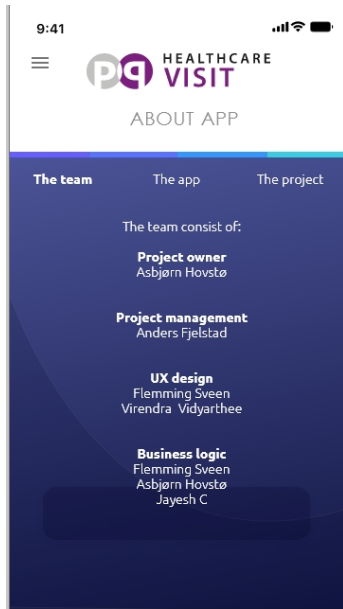 9:41
HEALTHCARE
VISIT
ABOUT APP
The team The app The project
The team consist of:
Project owner
Asbjørn Hovstø
Project management
Anders Fjelstad
UX design
Flemming Sveen
Virendra Vidyarthee
Business logic
Flemming Sveen
Asbjørn Hovstø
Jayesh C